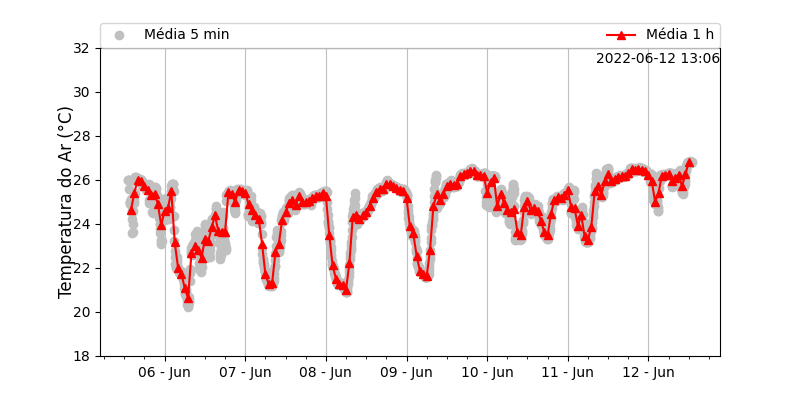 Média 5 min
Média 1 h
2022-06-12 13:06
Temperatura do Ar (°C)
32
30
28
26
24
22
20
18
06 - Jun
07 - Jun
08 - Jun
09 - Jun
10 - Jun
11 - Jun
12 - Jun